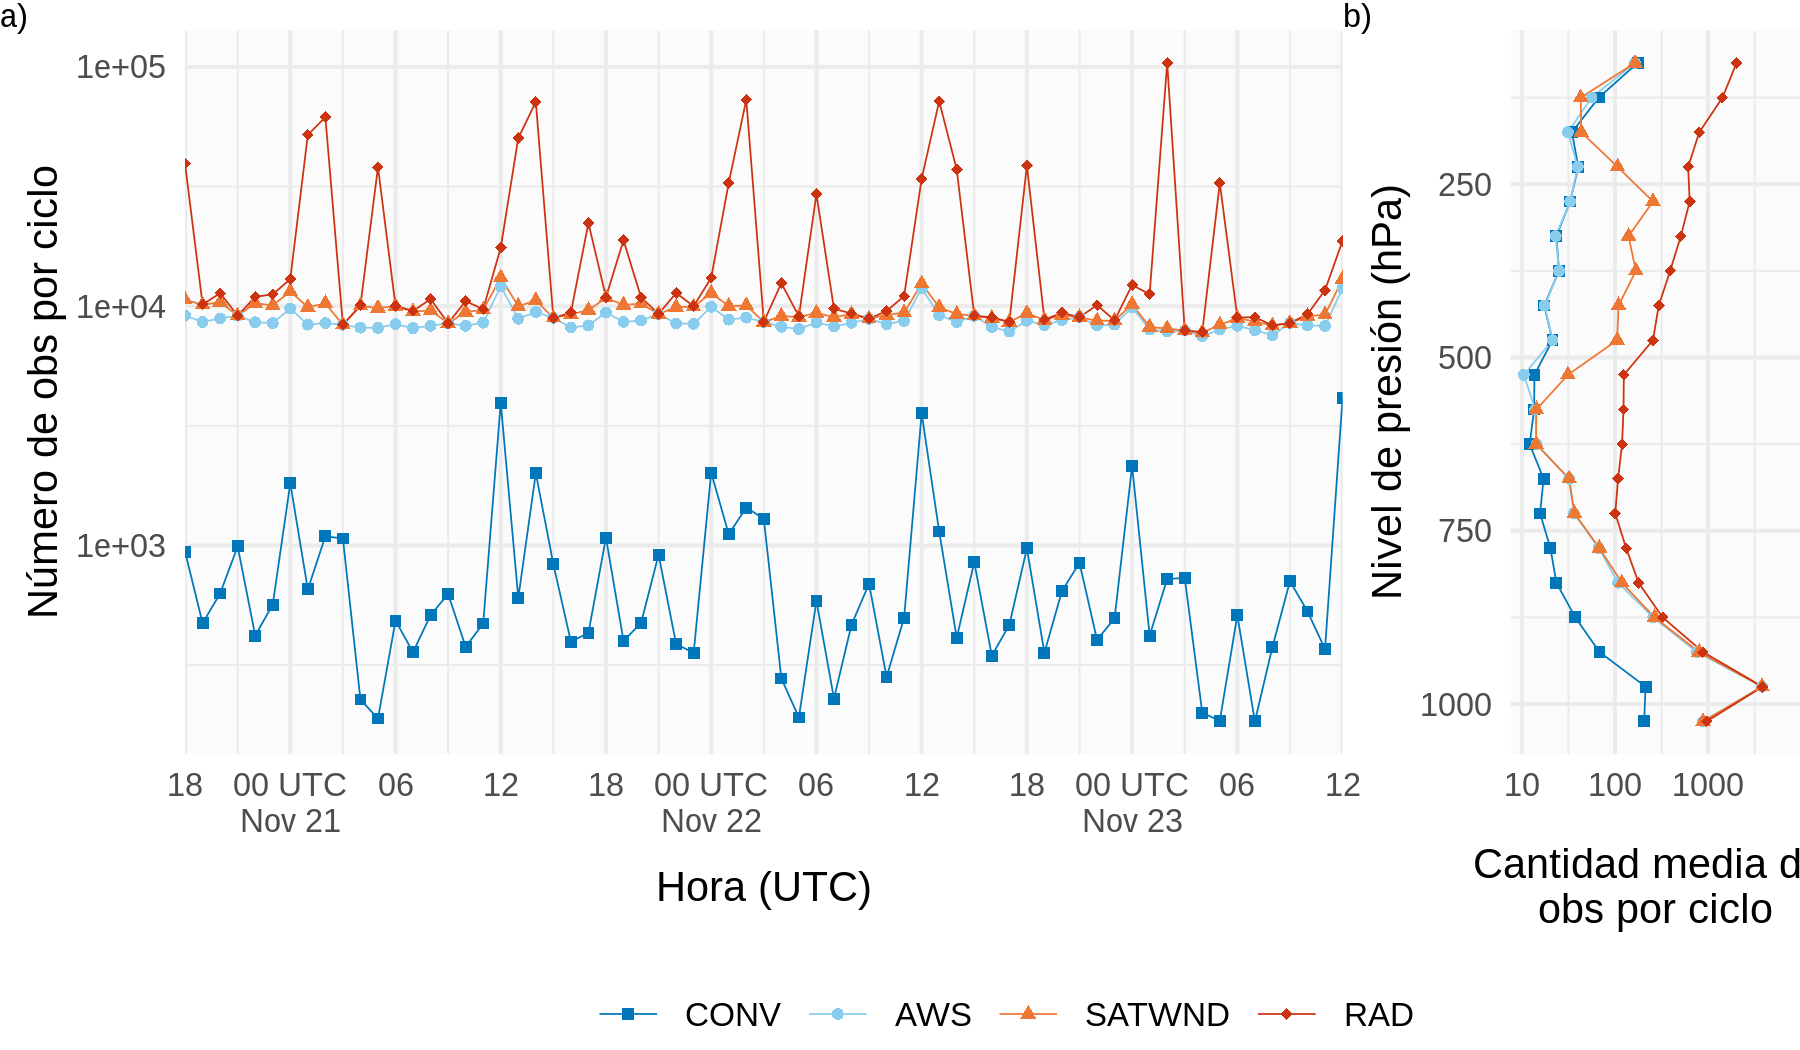 a)
b)
Número de obs por ciclo
1e+05
1e+04
1e+03
18 00 UTC 06 12 18 00 UTC 06 12 18 00 UTC 06 12
Nov 21 Nov 22 Nov 23
Hora (UTC)
Nivel de presión (hPa)
250
500
750
1000
10 100 1000
Cantidad media d
obs por ciclo
CONV AWS SATWND RAD